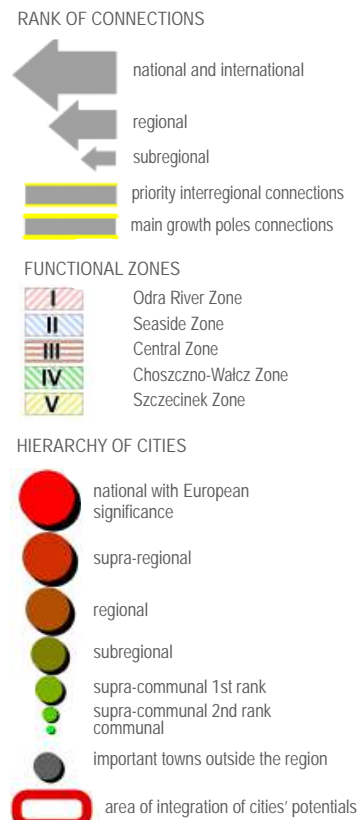 RANK OF CONNECTIONS
national and international
regional
subregional
priority interregional connections
main growth poles connections
FUNCTIONAL ZONES
I Odra River Zone
II Seaside Zone
III Central Zone
IV Choszczno-Wałcz Zone
V Szczecinek Zone
HIERARCHY OF CITIES
national with European
significance
supra-regional
regional
subregional
supra-communal 1st rank
supra-communal 2nd rank
communal
important towns outside the region
area of integration of cities' potentials